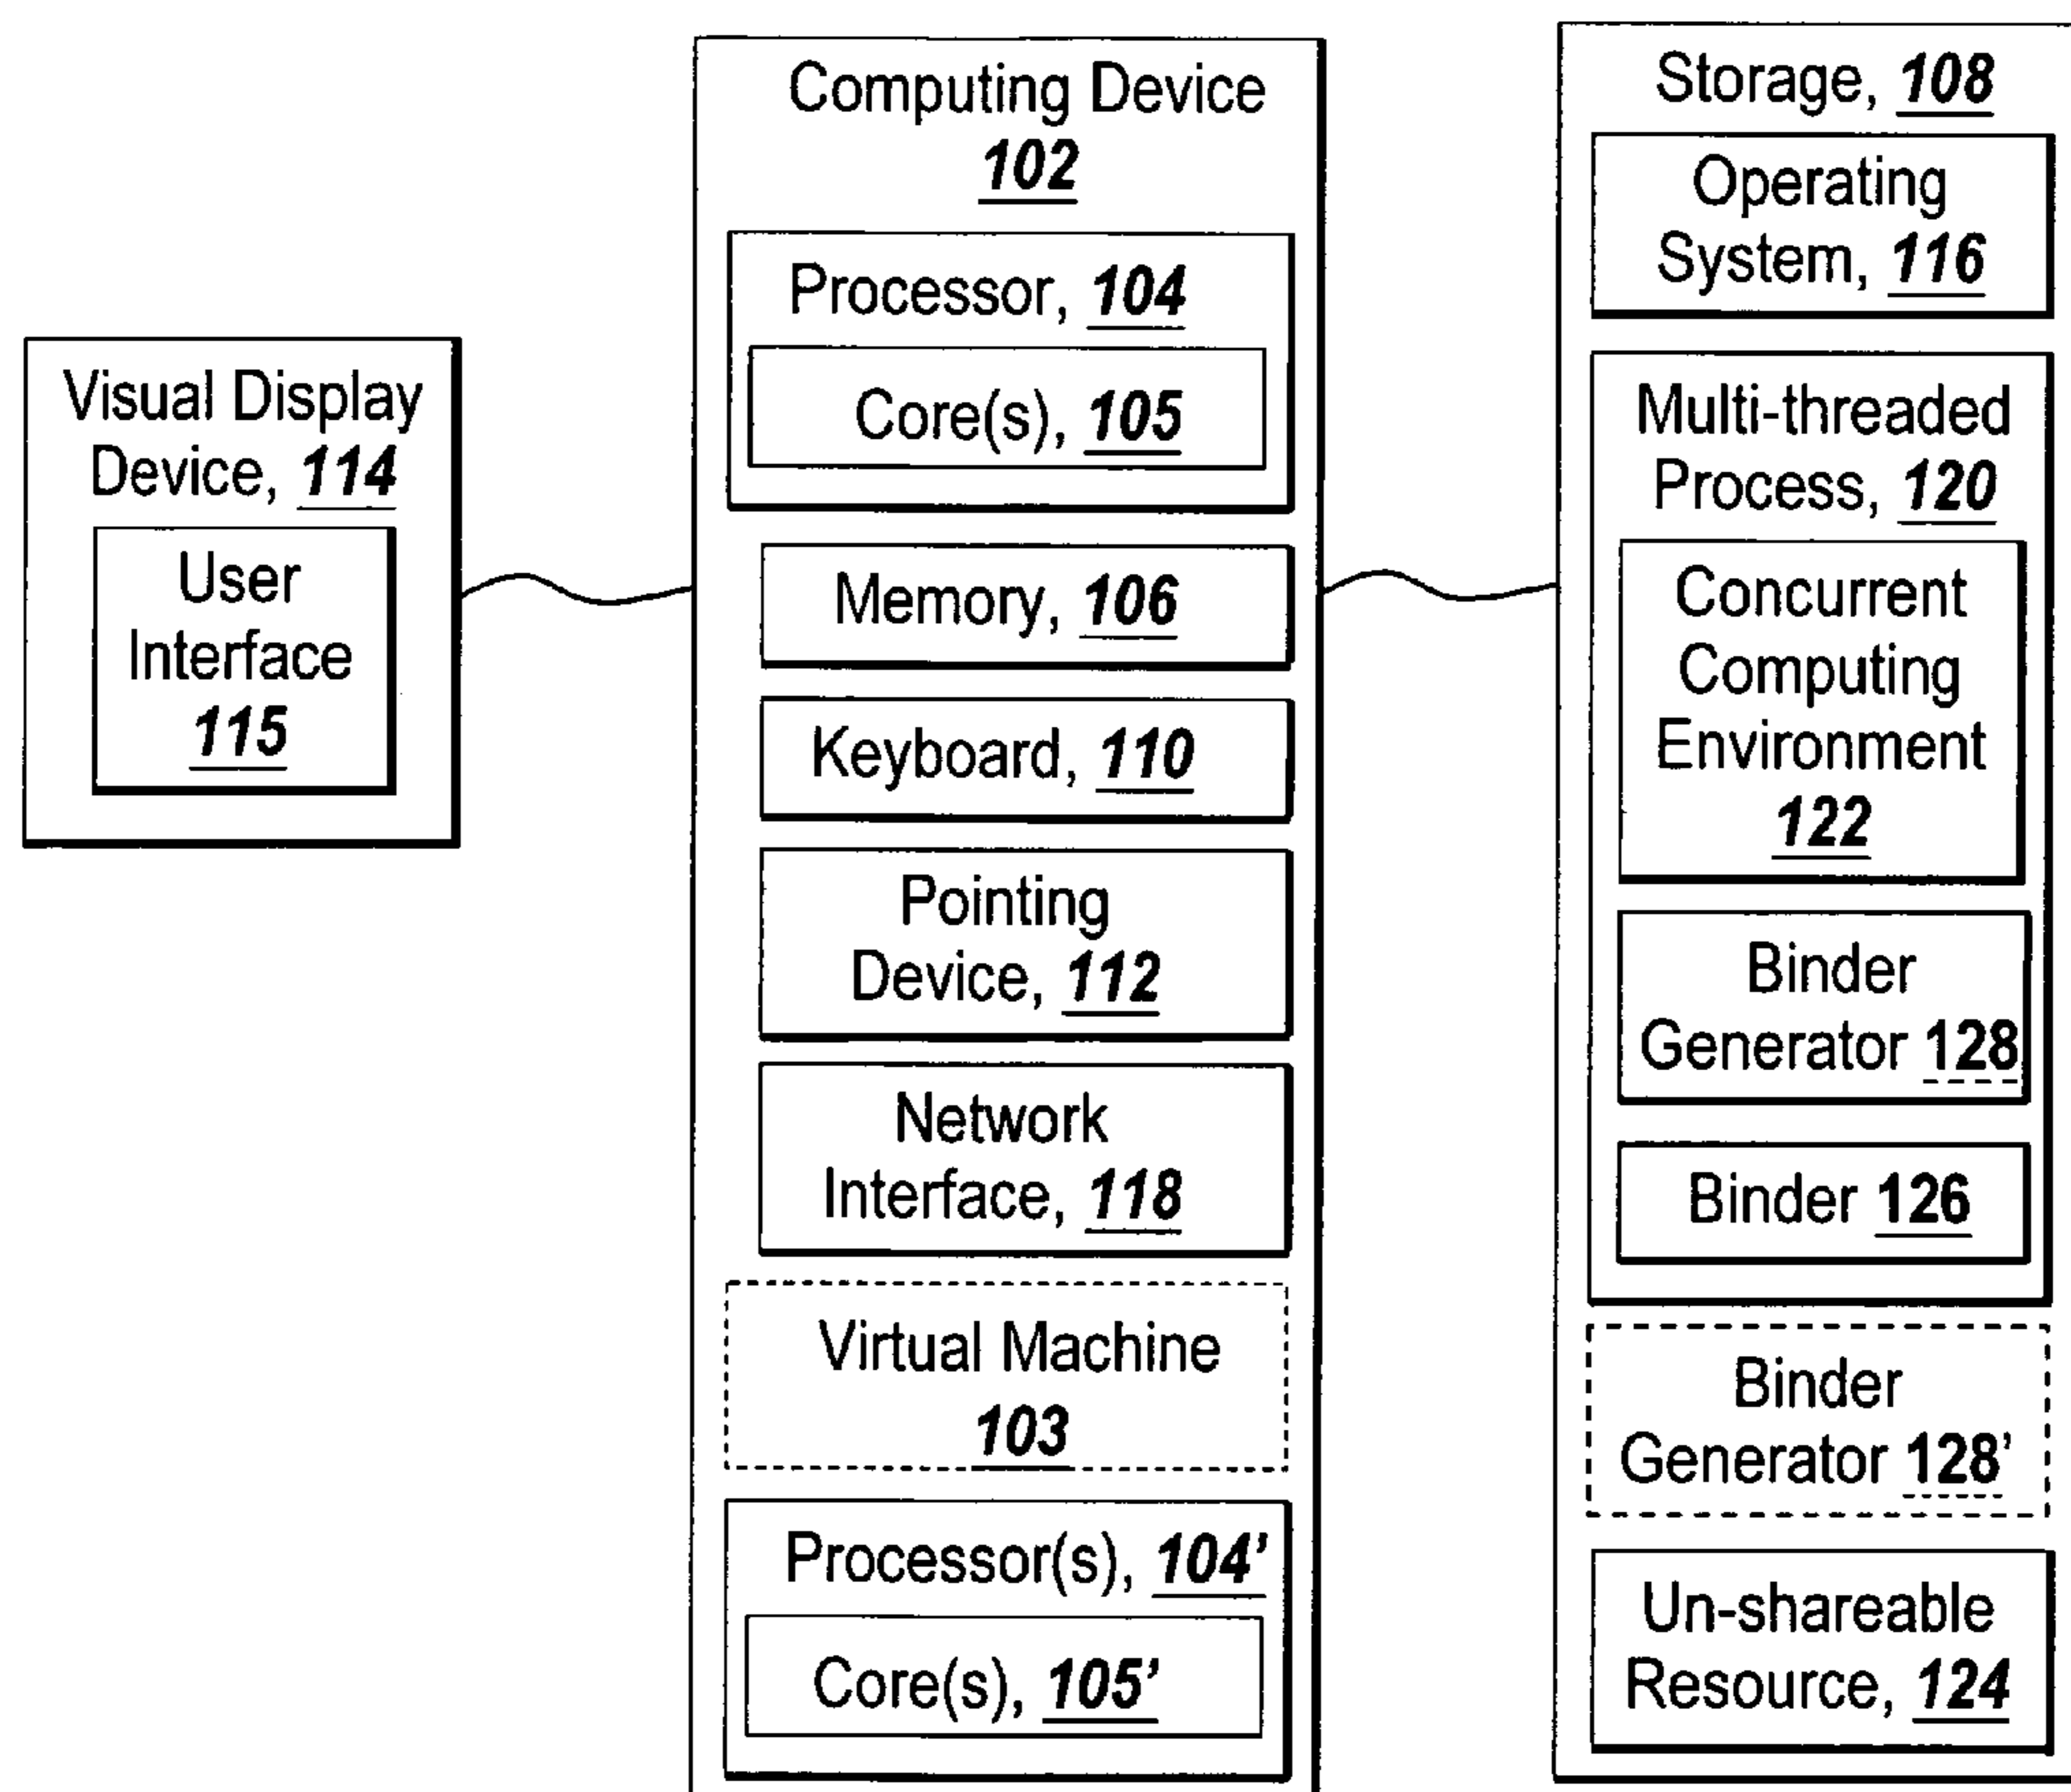 Visual Display
Device, 114
User
Interface
115
Computing Device
102
Processor, 104
Core(s), 105
Memory, 106
Keyboard, 110
Pointing
Device, 112
Network
Interface, 118
Virtual Machine
103
Processor(s), 104'
Core(s), 105'
Storage, 108
Operating
System, 116
Multi-threaded
Process, 120
Concurrent
Computing
Environment
122
Binder
Generator 128
Binder 126
Binder
Generator 128'
Un-shareable
Resource, 124